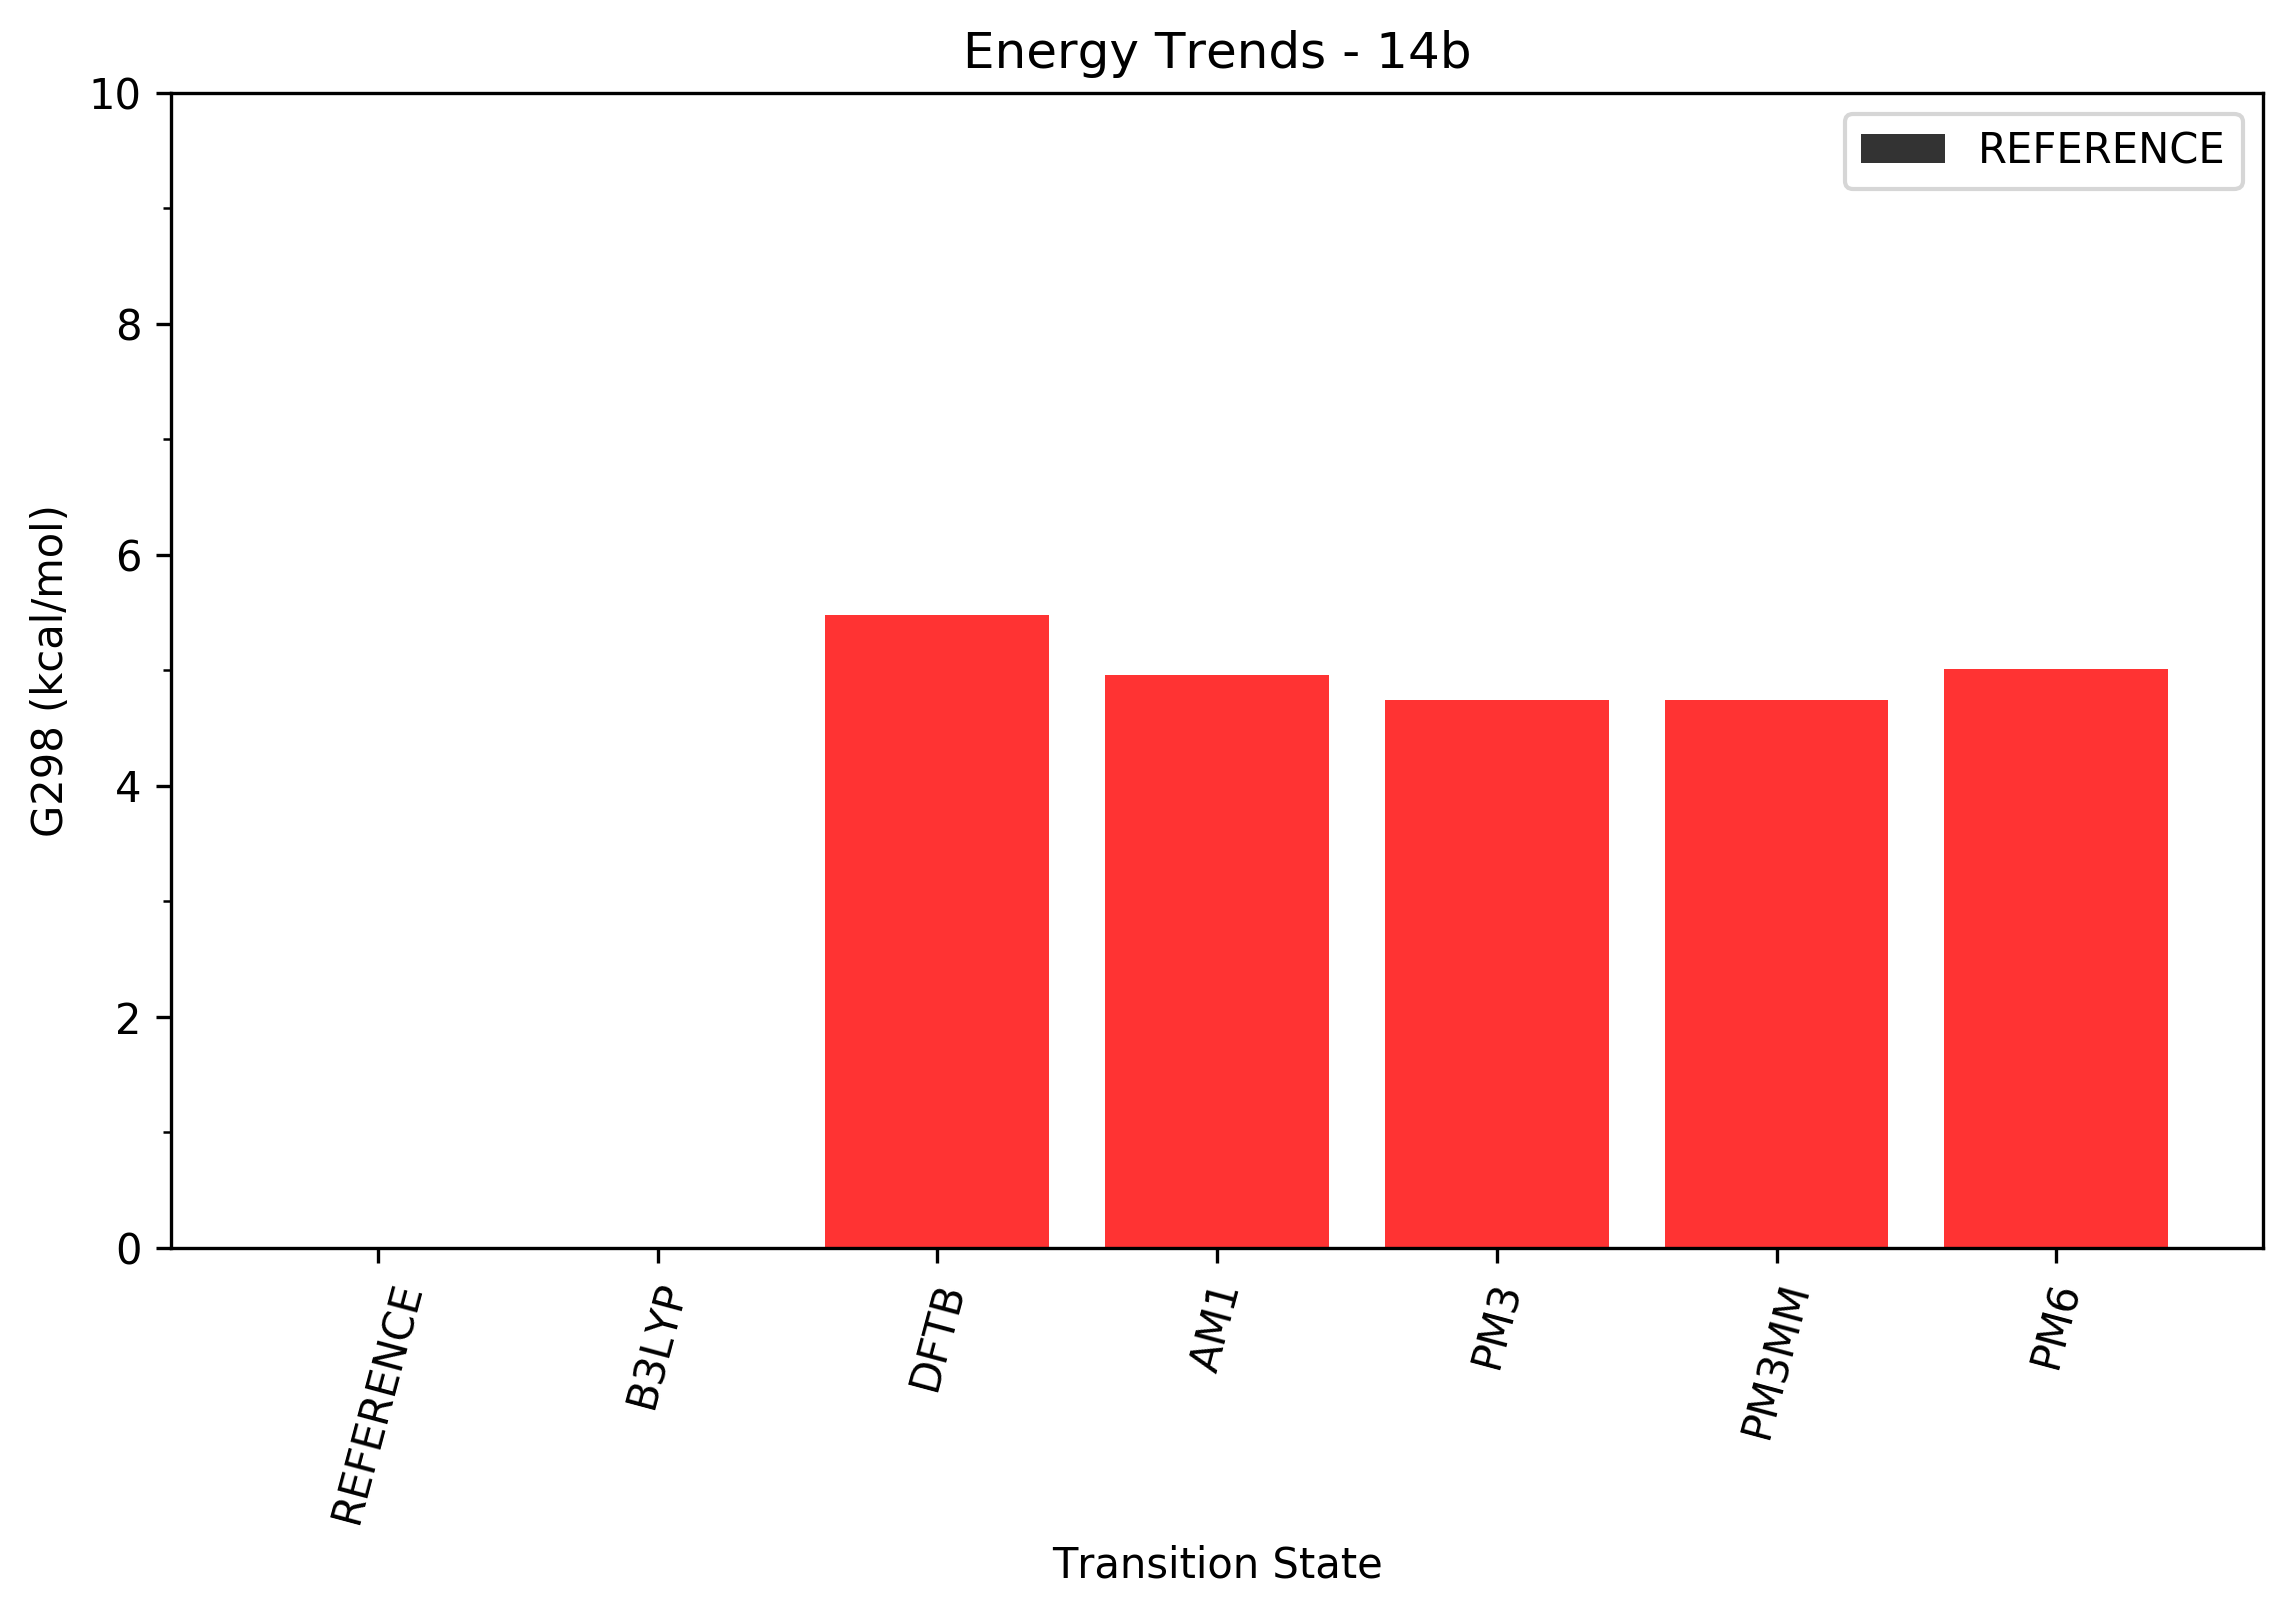 Energy Trends - 14b
REFERENCE
G298 (kcal/mol)
10
8
6
4
2
0
REFERENCE
B3LYP
DFTB
AM1
PM3
PM3MM
PM6
Transition State